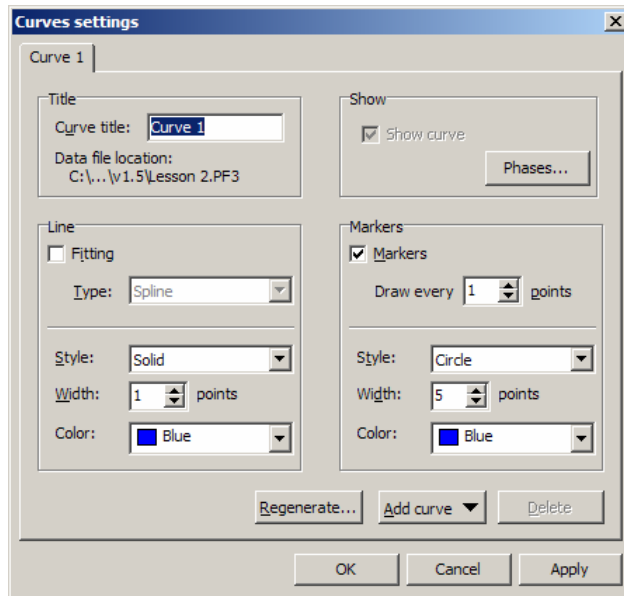 Curves settings
Curve 1
Title
Curve title: Curve 1
Data file location:
C:\...\v1.5\Lesson 2.PF3
Show
Show curve
Phases...
Line
Fitting
Type: Spline
Style: Solid
Width: 1 points
Color: Blue
Markers
Markers
Draw every 1 points
Style: Circle
Width: 5 points
Color: Blue
Regenerate... Add curve Delete
OK Cancel Apply